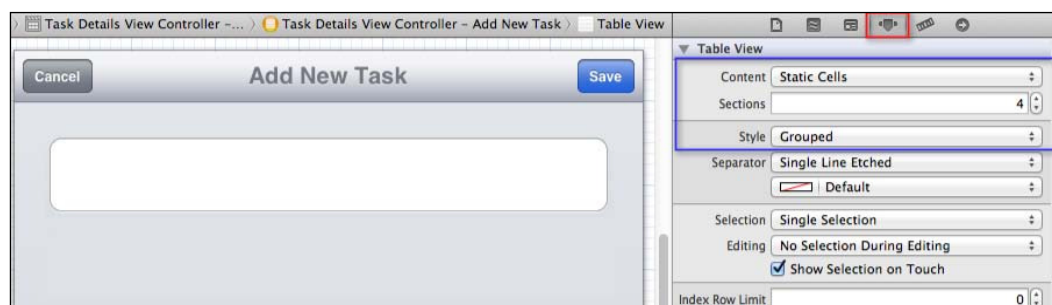 Task Details View Controller –... Task Details View Controller – Add New Task Table View
Cancel Add New Task Save
Table View
Content Static Cells
Sections 4
Style Grouped
Separator Single Line Etched
Default
Selection Single Selection
Editing No Selection During Editing
Show Selection on Touch
Index Row Limit 0